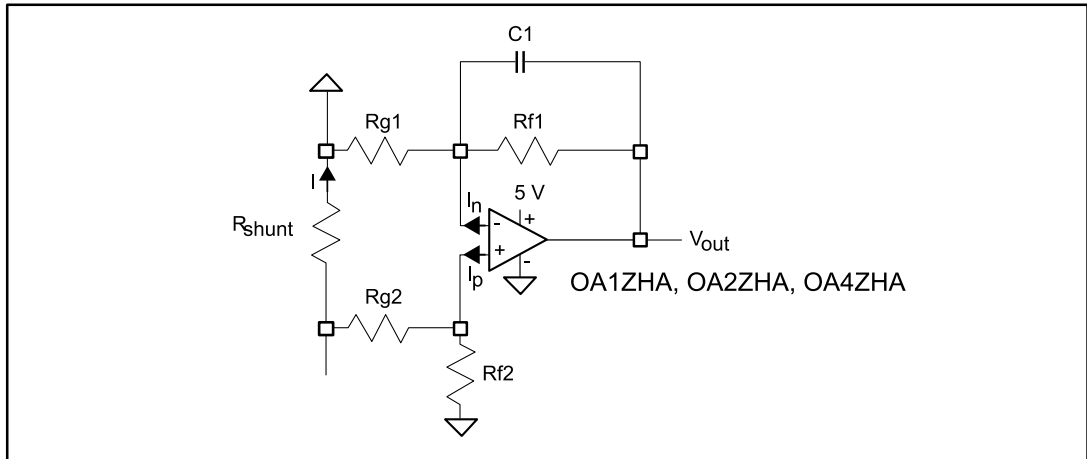 C1
Rg1
Rf1
I
In
5 V
Rshunt
-
+
+
-
Vout
Ip
OA1ZHA, OA2ZHA, OA4ZHA
Rg2
Rf2